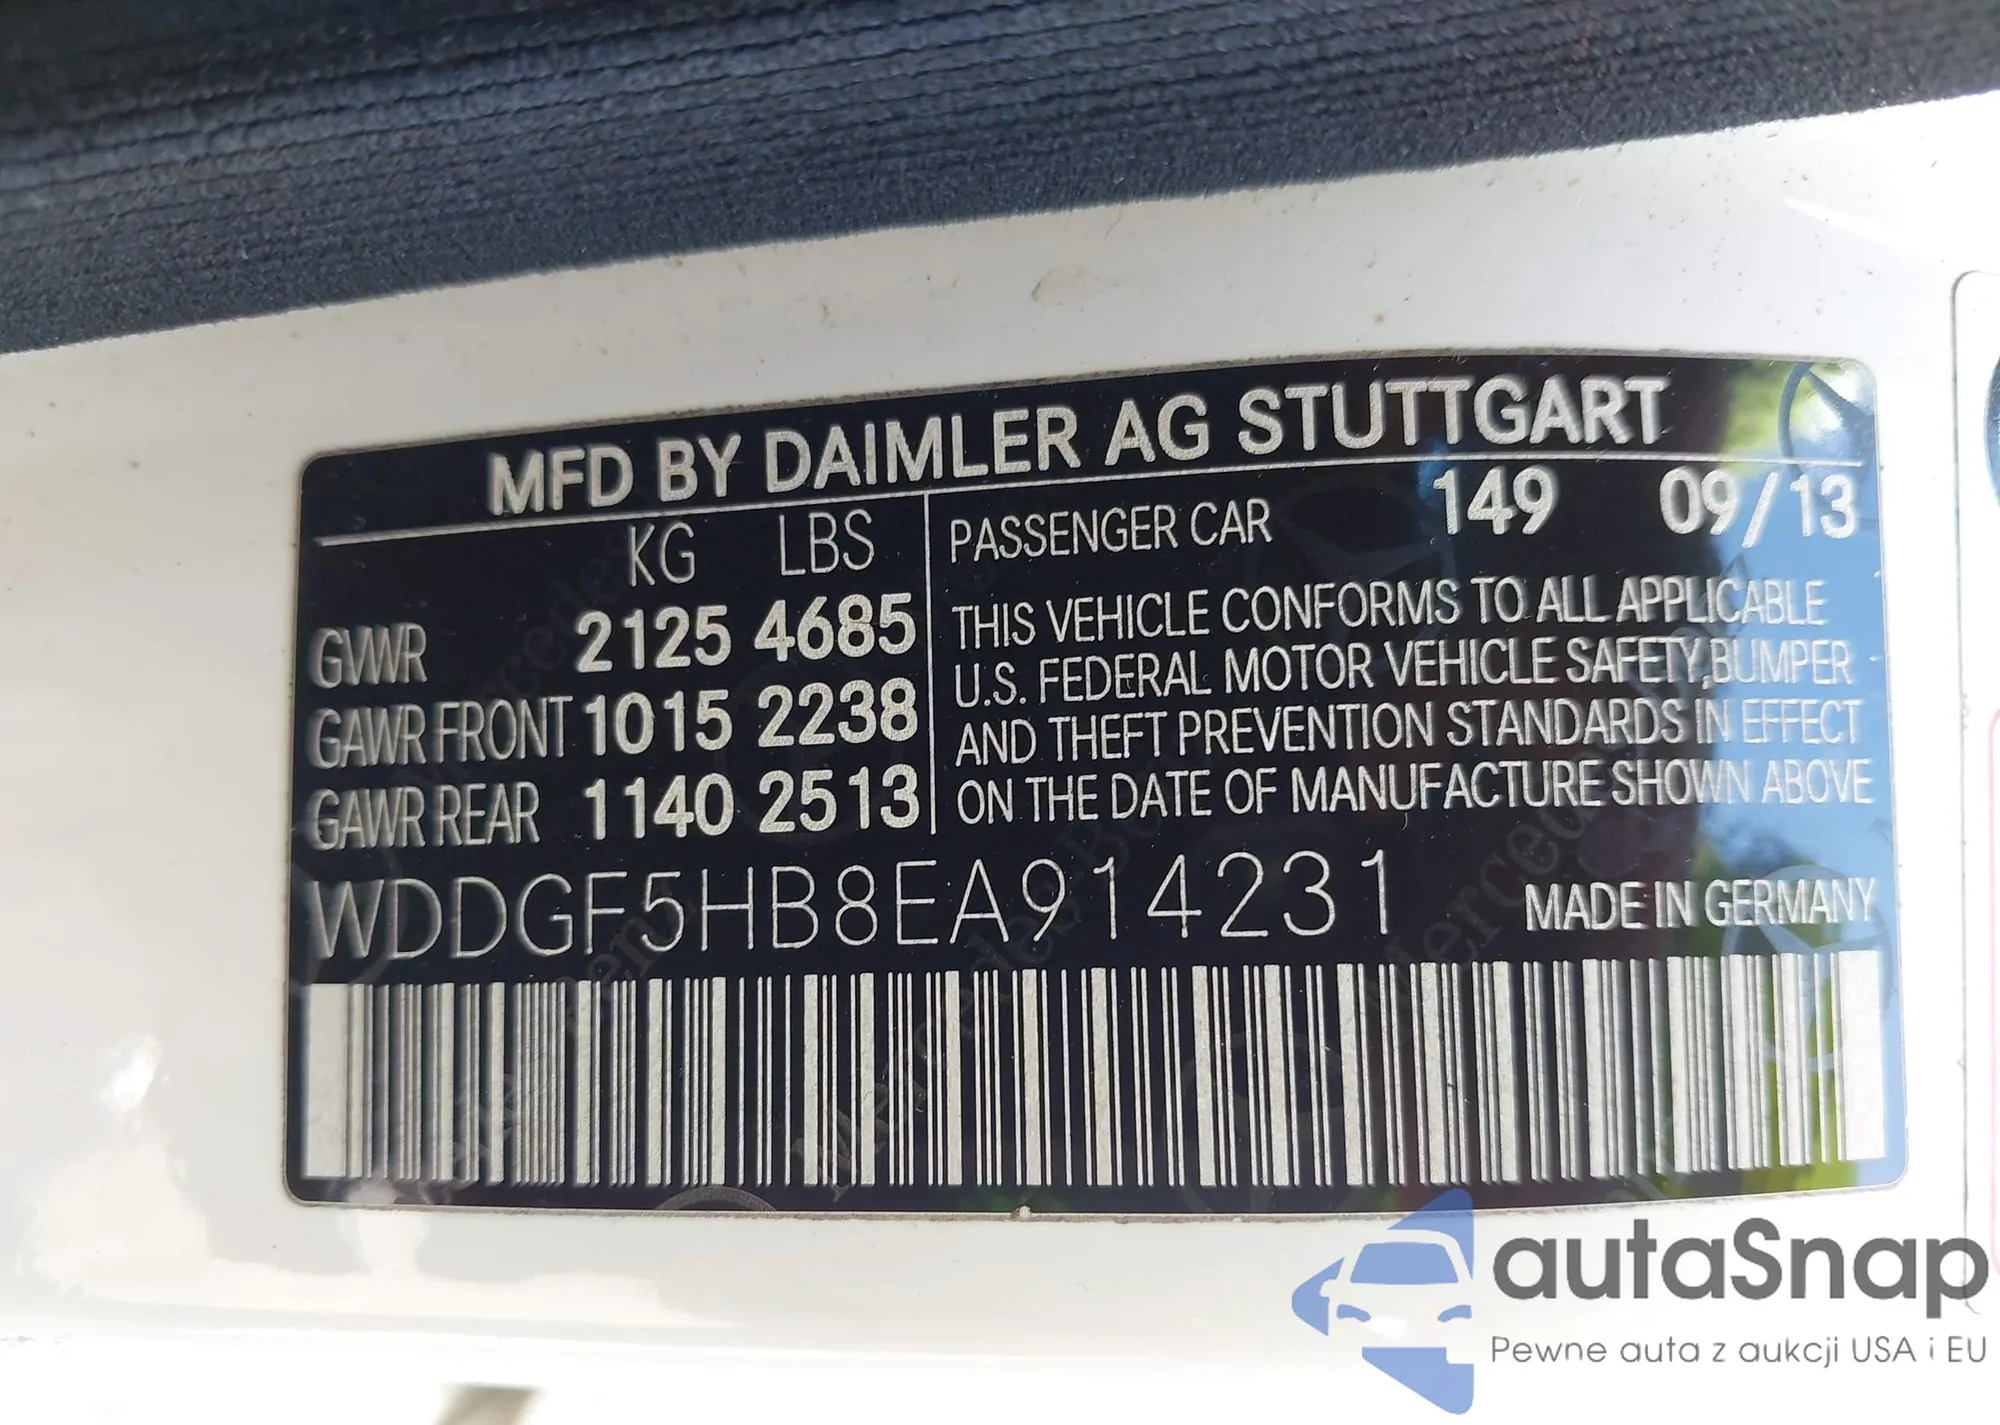 MFD BY DAIMLER AG STUTTGART
KG LBS
GVWR 2125 4685
GAWR FRONT 1015 2238
GAWR REAR 1140 2513
PASSENGER CAR 149 09/13
THIS VEHICLE CONFORMS TO ALL APPLICABLE
U.S. FEDERAL MOTOR VEHICLE SAFETY, BUMPER
AND THEFT PREVENTION STANDARDS IN EFFECT
ON THE DATE OF MANUFACTURE SHOWN ABOVE
WDDGF5HB8EA914231 MADE IN GERMANY
autaSnap
Pewne auta z aukcji USA i EU